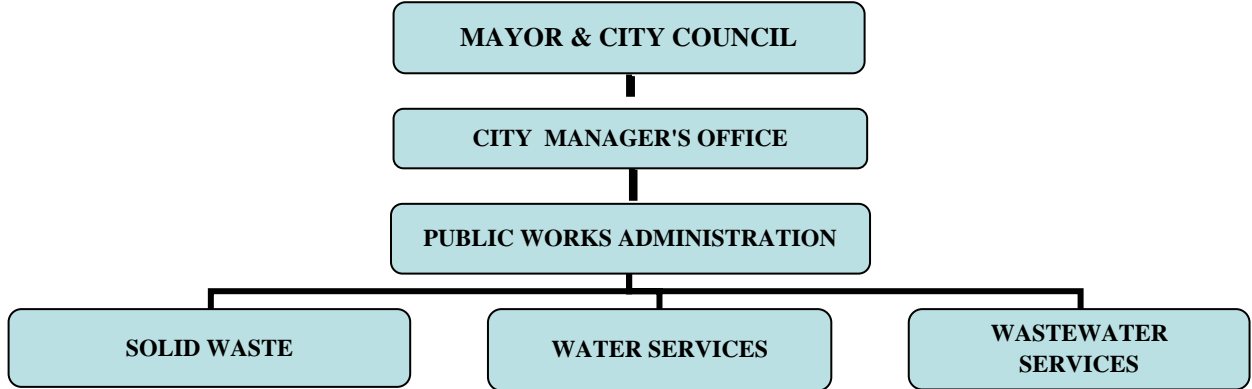 MAYOR & CITY COUNCIL
CITY MANAGER'S OFFICE
PUBLIC WORKS ADMINISTRATION
SOLID WASTE
WATER SERVICES
WASTEWATER
SERVICES